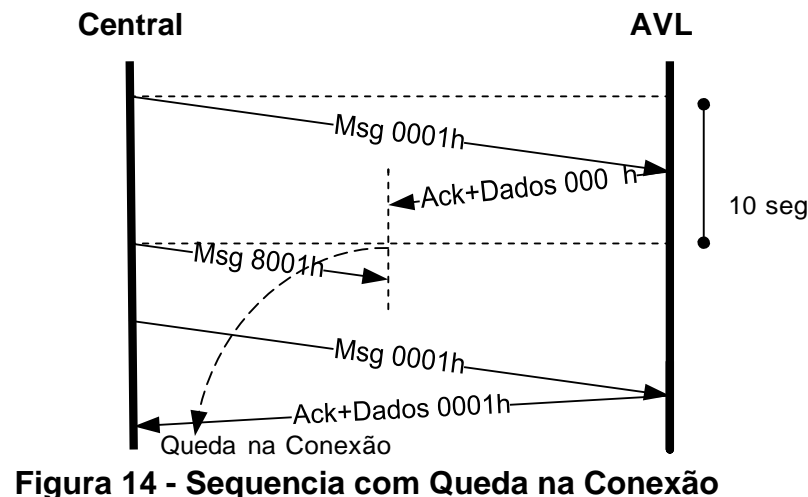 Central AVL
Msg 0001h
Ack+Dados 000 h
10 seg
Msg 8001h
Msg 0001h
Ack+Dados 0001h
Queda na Conexão
Figura 14 - Sequencia com Queda na Conexão